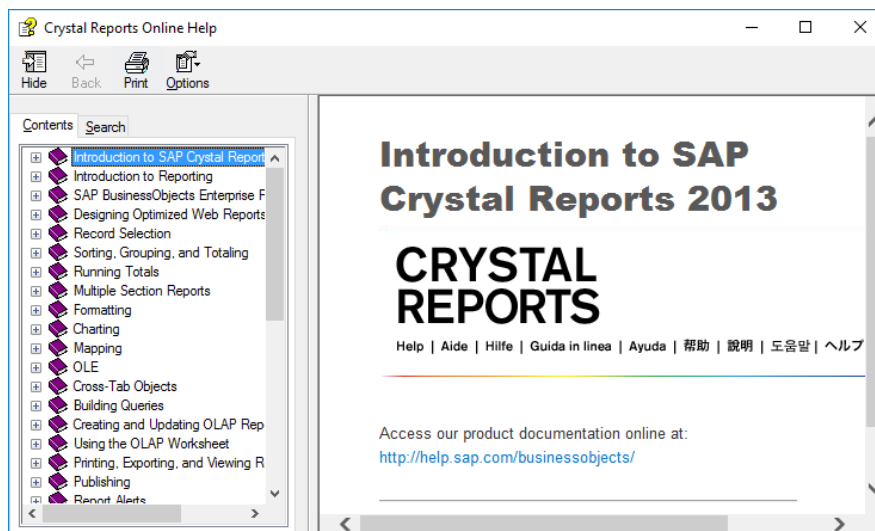 Crystal Reports Online Help
Hide Back Print Options
Contents Search
Introduction to SAP Crystal Report
Introduction to Reporting
SAP BusinessObjects Enterprise F
Designing Optimized Web Reports
Record Selection
Sorting, Grouping, and Totaling
Running Totals
Multiple Section Reports
Formatting
Charting
Mapping
OLE
Cross-Tab Objects
Building Queries
Creating and Updating OLAP Rep
Using the OLAP Worksheet
Printing, Exporting, and Viewing R
Publishing
Report Alerts
Introduction to SAP
Crystal Reports 2013
CRYSTAL
REPORTS
Help | Aide | Hilfe | Guida in linea | Ayuda | 帮助 | 說明 | 도움말 | ヘルプ
Access our product documentation online at:
http://help.sap.com/businessobjects/